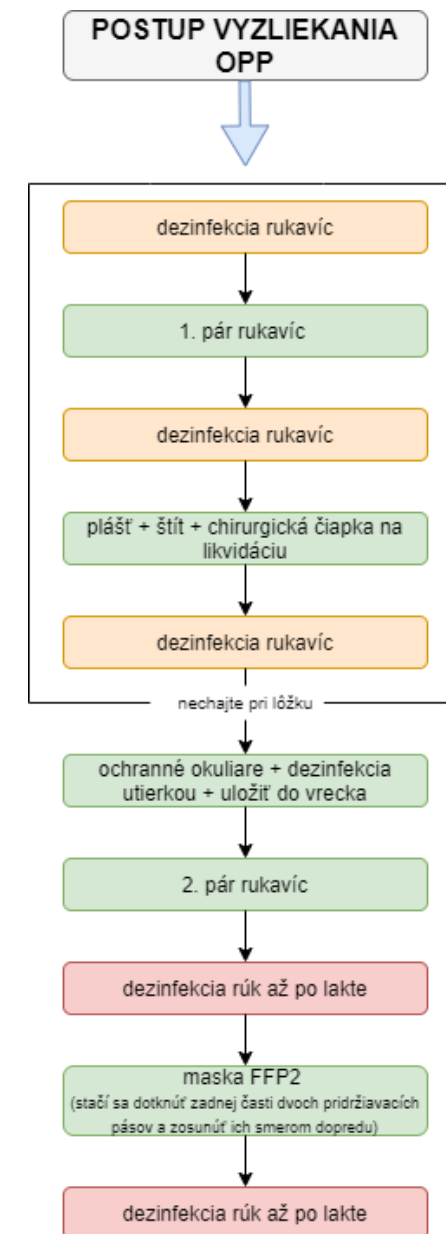 POSTUP VYZLIEKANIA
OPP
dezinfekcia rukavíc
1. pár rukavíc
dezinfekcia rukavíc
plášť + štít + chirurgická čiapka na
likvidáciu
dezinfekcia rukavíc
nechajte pri lôžku
ochranné okuliare + dezinfekcia
utierkou + uložiť do vrecka
2. pár rukavíc
dezinfekcia rúk až po lakte
maska FFP2
(stačí sa dotknúť zadnej časti dvoch pridržiavacích
pásov a zosunúť ich smerom dopredu)
dezinfekcia rúk až po lakte